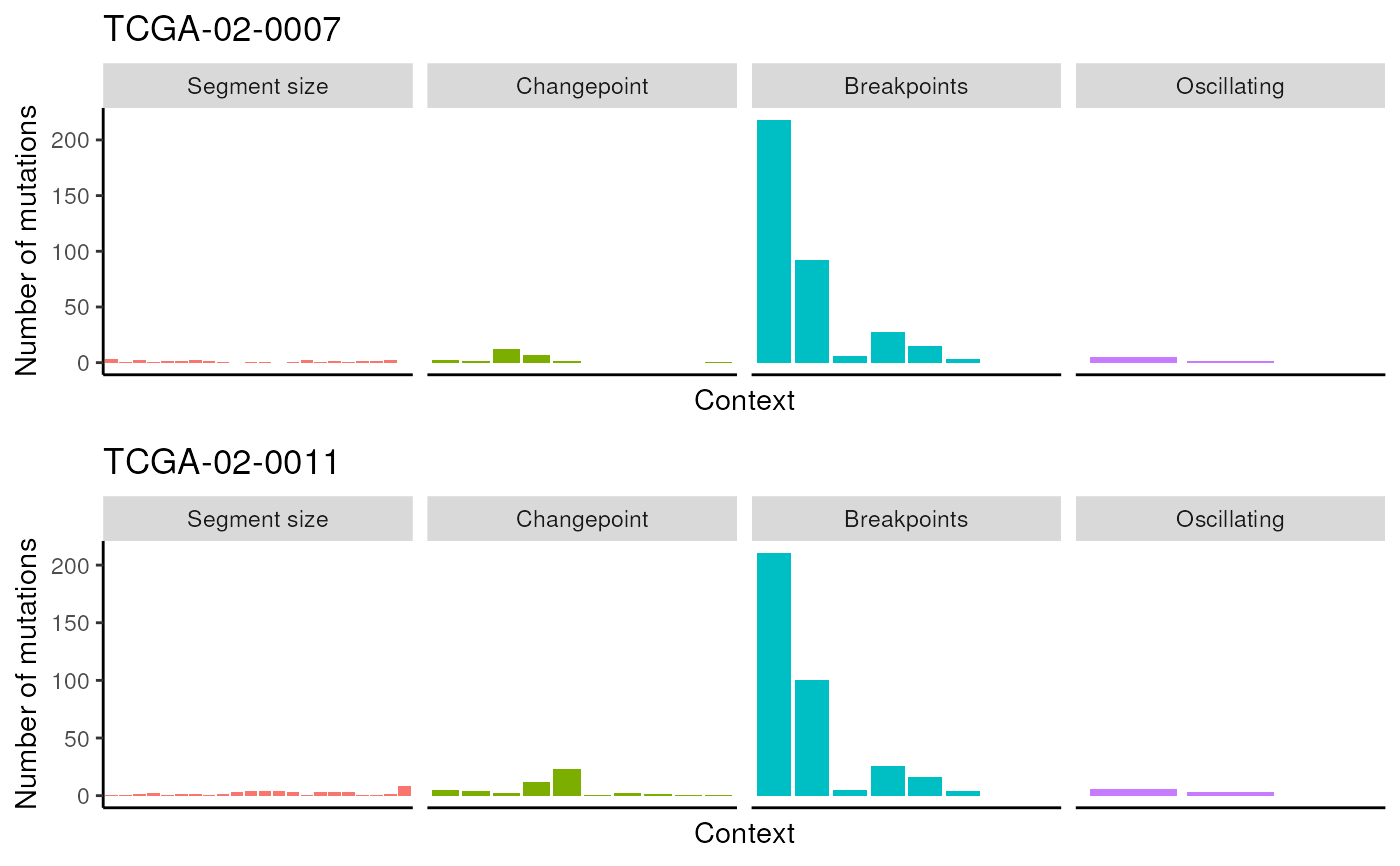 TCGA-02-0007
Segment size Changepoint Breakpoints Oscillating
Number of mutations
200
150
100
50
0
Context
TCGA-02-0011
Segment size Changepoint Breakpoints Oscillating
Number of mutations
200
150
100
50
0
Context